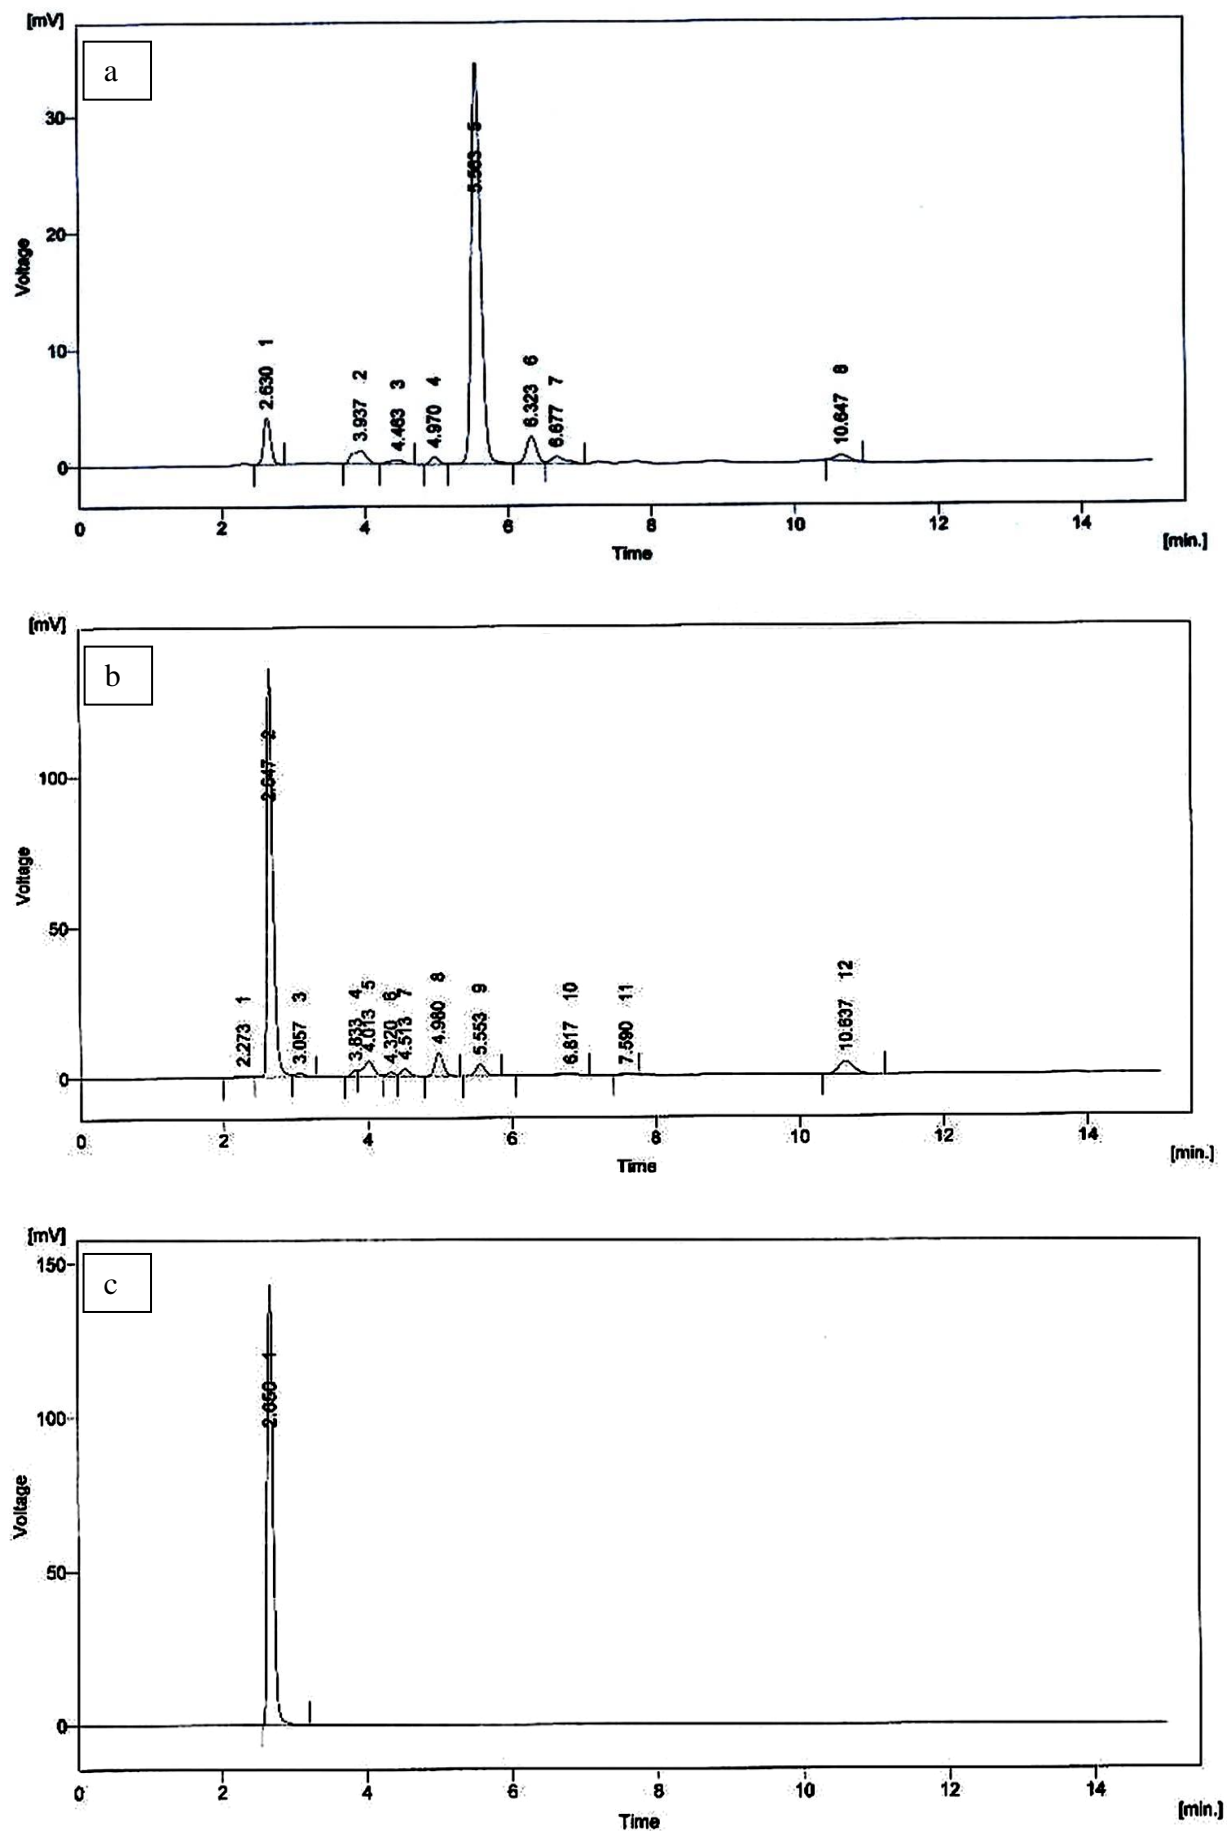 [mV]
a
30
20
10
0
Voltage
2.630 1
3.937 2
4.463 3
4.970 4
5.563 5
6.323 6
6.677 7
10.647 8
0 2 4 6 8 10 12 14
Time
[min.]
[mV]
b
100
50
0
Voltage
2.273 1
2.647 2
3.057 3
3.833 4
4.013 5
4.320 6
4.513 7
4.980 8
5.553 9
6.817 10
7.590 11
10.637 12
0 2 4 6 8 10 12 14
Time
[min.]
[mV]
c
150
100
50
0
Voltage
2.650 1
0 2 4 6 8 10 12 14
Time
[min.]